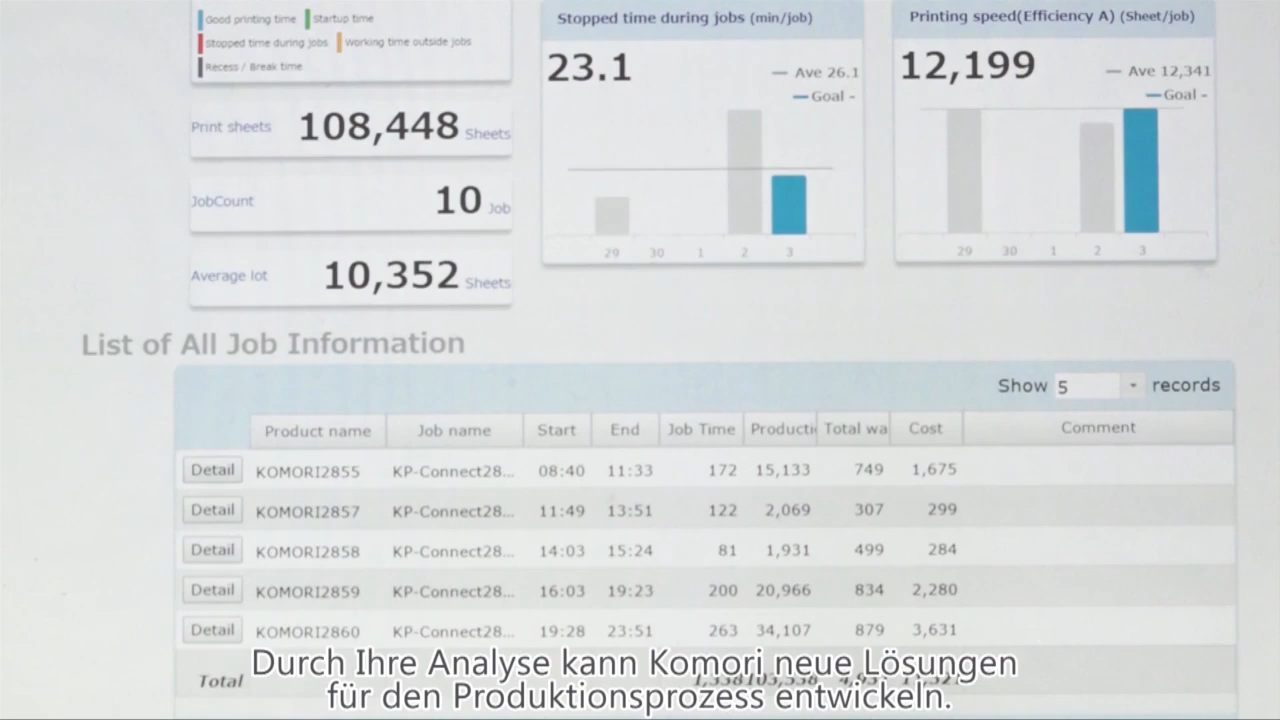 Good printing time Startup time
Stopped time during jobs Working time outside jobs
Recess / Break time
Print sheets 108,448 Sheets
JobCount 10 Job
Average lot 10,352 Sheets
Stopped time during jobs (min/job)
23.1
Ave 26.1
Goal -
29 30 1 2 3
Printing speed(Efficiency A) (Sheet/job)
12,199
Ave 12,341
Goal -
29 30 1 2 3
List of All Job Information
Show 5 records
Product name Job name Start End Job Time Producti Total wa Cost Comment
Detail KOMORI2855 KP-Connect28... 08:40 11:33 172 15,133 749 1,675
Detail KOMORI2857 KP-Connect28... 11:49 13:51 122 2,069 307 299
Detail KOMORI2858 KP-Connect28... 14:03 15:24 81 1,931 499 284
Detail KOMORI2859 KP-Connect28... 16:03 19:23 200 20,966 834 2,280
Detail KOMORI2860 KP-Connect28... 19:28 23:51 263 34,107 879 3,631
Total
Durch Ihre Analyse kann Komori neue Lösungen
für den Produktionsprozess entwickeln.